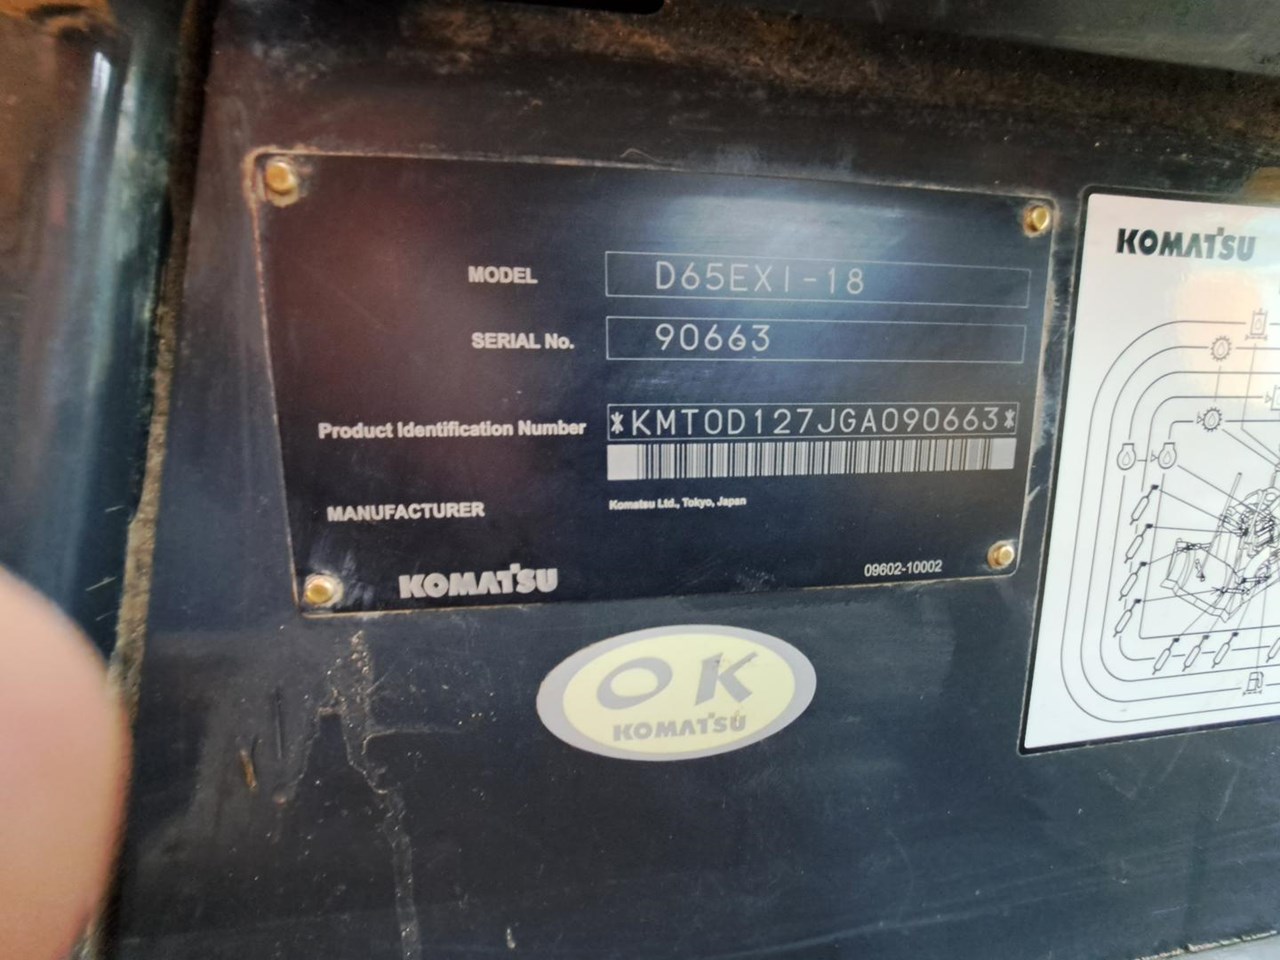 MODEL D65EXI-18
SERIAL No. 90663
Product Identification Number *KMT0D127JGA090663*
MANUFACTURER Komatsu Ltd., Tokyo, Japan
KOMATSU 09602-10002
OK
KOMATSU
KOMATSU